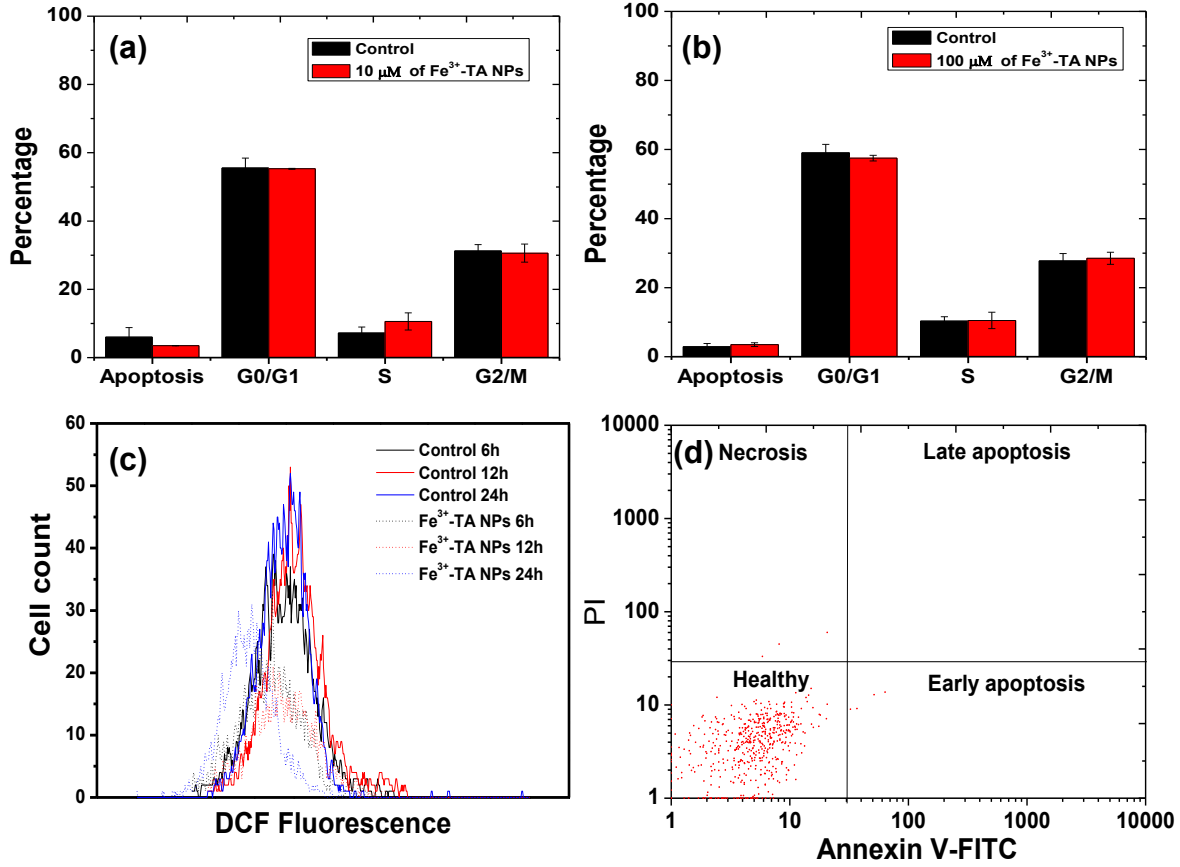 (a)
Control
10 μM of Fe³⁺-TA NPs
Percentage
100
80
60
40
20
0
Apoptosis G0/G1 S G2/M
(b)
Control
100 μM of Fe³⁺-TA NPs
Percentage
100
80
60
40
20
0
Apoptosis G0/G1 S G2/M
(c)
Control 6h
Control 12h
Control 24h
Fe³⁺-TA NPs 6h
Fe³⁺-TA NPs 12h
Fe³⁺-TA NPs 24h
Cell count
60
50
40
30
20
10
0
DCF Fluorescence
(d)
Necrosis
Late apoptosis
Healthy
Early apoptosis
PI
10000
1000
100
10
1
1 10 100 1000 10000
Annexin V-FITC